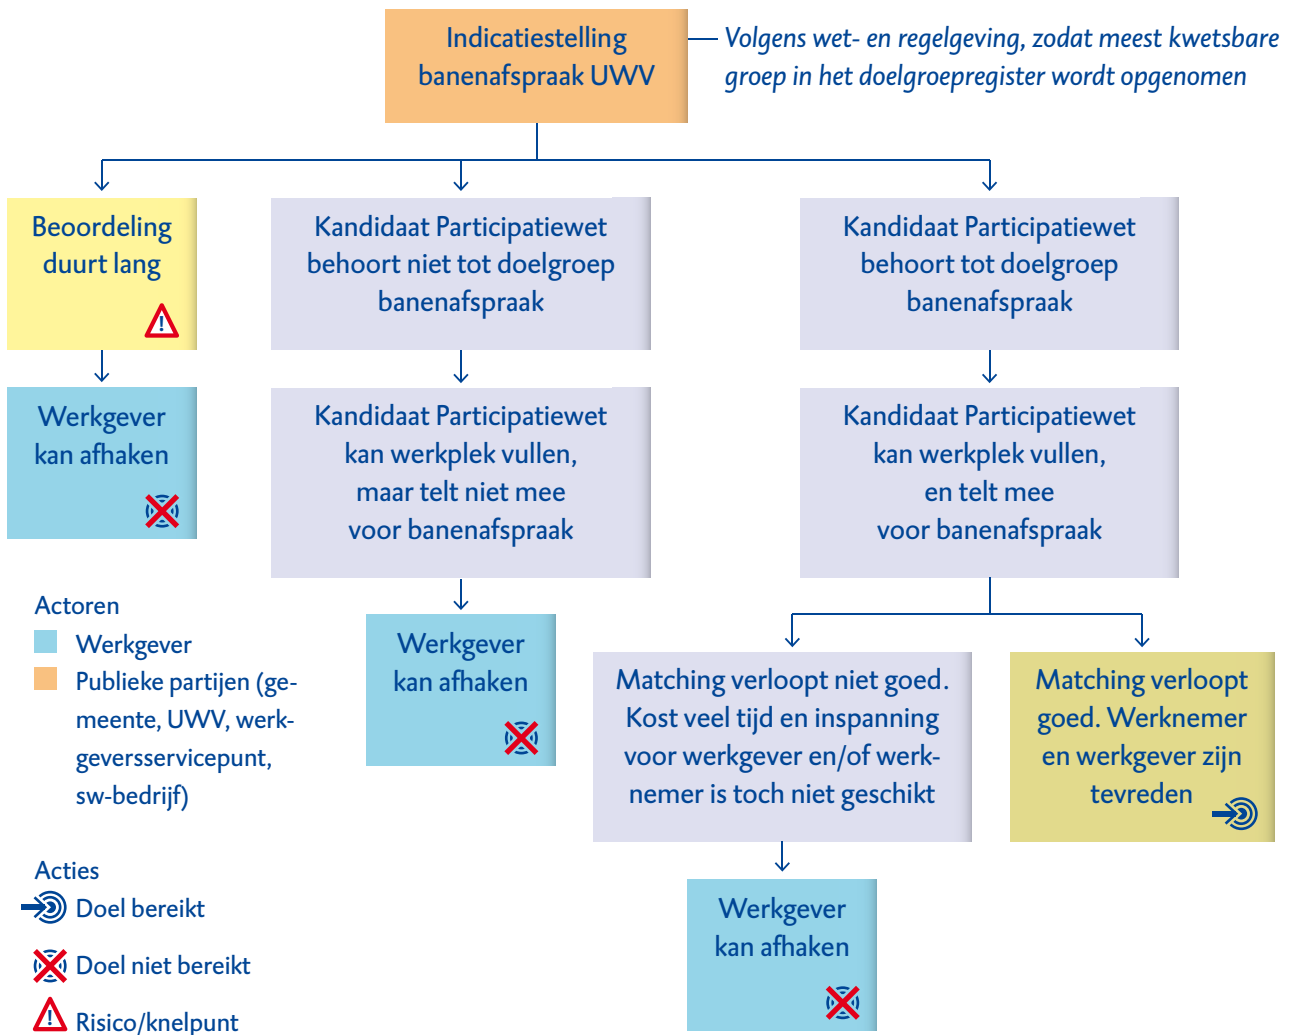 Indicatiestelling
banenafspraak UWV
Volgens wet- en regelgeving, zodat meest kwetsbare
groep in het doelgroepregister wordt opgenomen
Beoordeling
duurt lang
Kandidaat Participatiewet
behoort niet tot doelgroep
banenafspraak
Kandidaat Participatiewet
behoort tot doelgroep
banenafspraak
Werkgever
kan afhaken
Kandidaat Participatiewet
kan werkplek vullen,
maar telt niet mee
voor banenafspraak
Kandidaat Participatiewet
kan werkplek vullen,
en telt mee
voor banenafspraak
Werkgever
kan afhaken
Matching verloopt niet goed.
Kost veel tijd en inspanning
voor werkgever en/of werk-
nemer is toch niet geschikt
Matching verloopt
goed. Werknemer
en werkgever zijn
tevreden
Werkgever
kan afhaken
Actoren
Werkgever
Publieke partijen (ge-
meente, UWV, werk-
geversservicepunt,
sw-bedrijf)
Acties
Doel bereikt
Doel niet bereikt
Risico/knelpunt